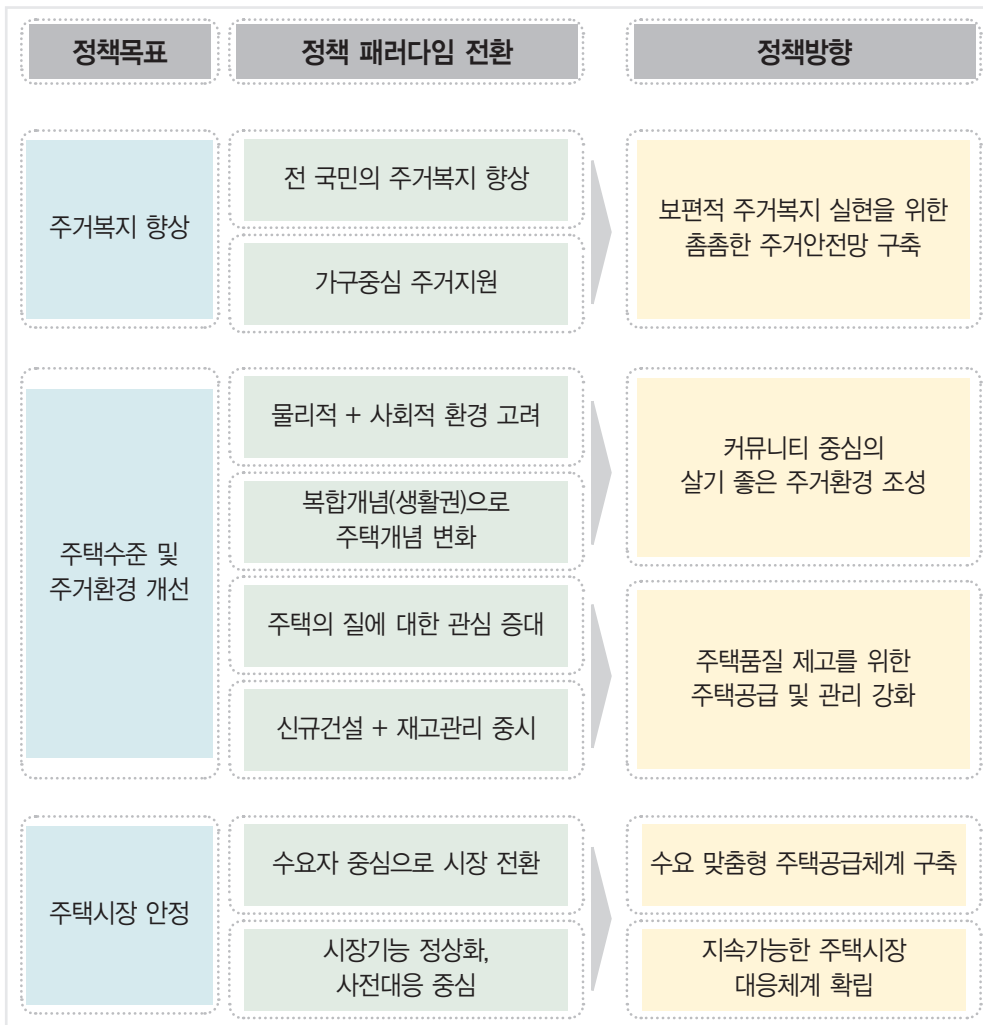 정책목표
정책 패러다임 전환
정책방향
주거복지 향상
전 국민의 주거복지 향상
가구중심 주거지원
보편적 주거복지 실현을 위한
촘촘한 주거안전망 구축
주택수준 및
주거환경 개선
물리적 + 사회적 환경 고려
복합개념(생활권)으로
주택개념 변화
커뮤니티 중심의
살기 좋은 주거환경 조성
주택의 질에 대한 관심 증대
신규건설 + 재고관리 중시
주택품질 제고를 위한
주택공급 및 관리 강화
주택시장 안정
수요자 중심으로 시장 전환
시장기능 정상화,
사전대응 중심
수요 맞춤형 주택공급체계 구축
지속가능한 주택시장
대응체계 확립